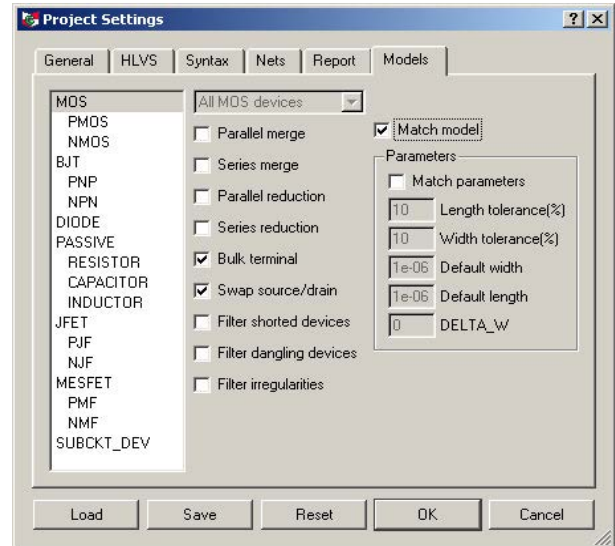 Project Settings
General HLVS Syntax Nets Report Models
MOS
PMOS
NMOS
BJT
PNP
NPN
DIODE
PASSIVE
RESISTOR
CAPACITOR
INDUCTOR
JFET
PJF
NJF
MESFET
PMF
NMF
SUBCKT_DEV
All MOS devices
Parallel merge
Series merge
Parallel reduction
Series reduction
Bulk terminal
Swap source/drain
Filter shorted devices
Filter dangling devices
Filter irregularities
Match model
Parameters
Match parameters
10 Length tolerance(%)
10 Width tolerance(%)
1e-06 Default width
1e-06 Default length
0 DELTA_W
Load Save Reset OK Cancel